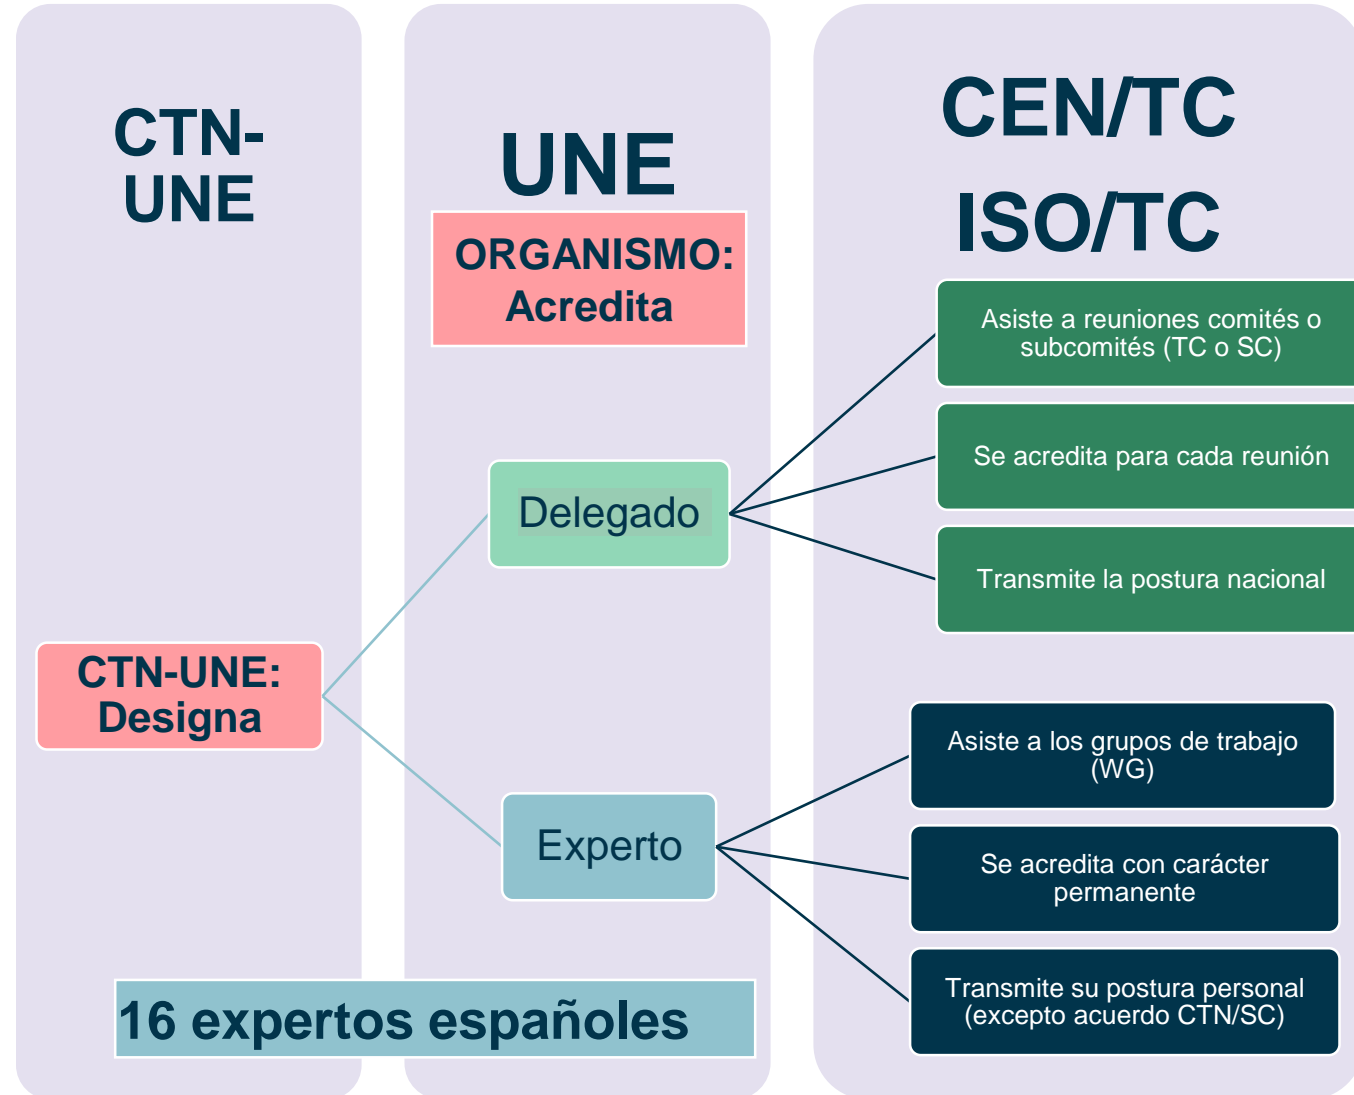 CTN-
UNE
CTN-UNE:
Designa
UNE
ORGANISMO:
Acredita
Delegado
Experto
16 expertos españoles
CEN/TC
ISO/TC
Asiste a reuniones comités o
subcomités (TC o SC)
Se acredita para cada reunión
Transmite la postura nacional
Asiste a los grupos de trabajo
(WG)
Se acredita con carácter
permanente
Transmite su postura personal
(excepto acuerdo CTN/SC)